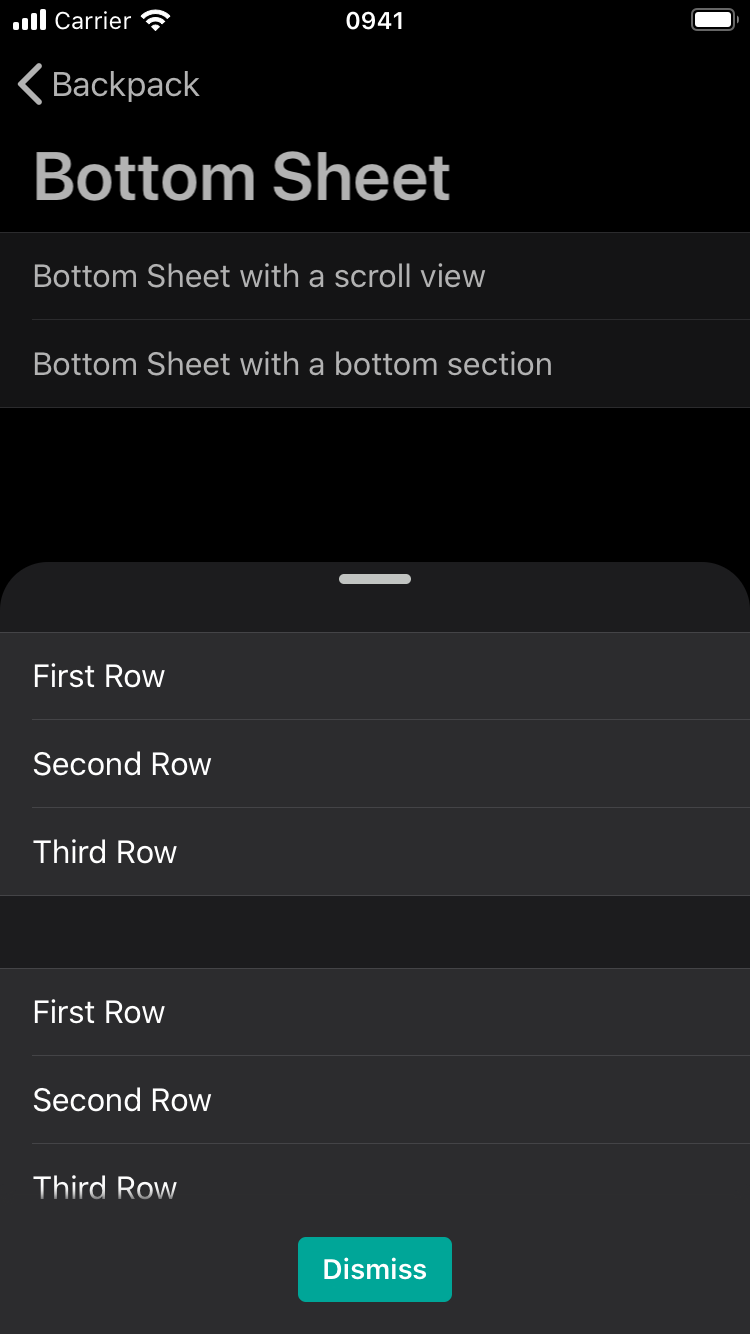 Carrier
0941
Backpack
Bottom Sheet
Bottom Sheet with a scroll view
Bottom Sheet with a bottom section
First Row
Second Row
Third Row
First Row
Second Row
Third Row
Dismiss